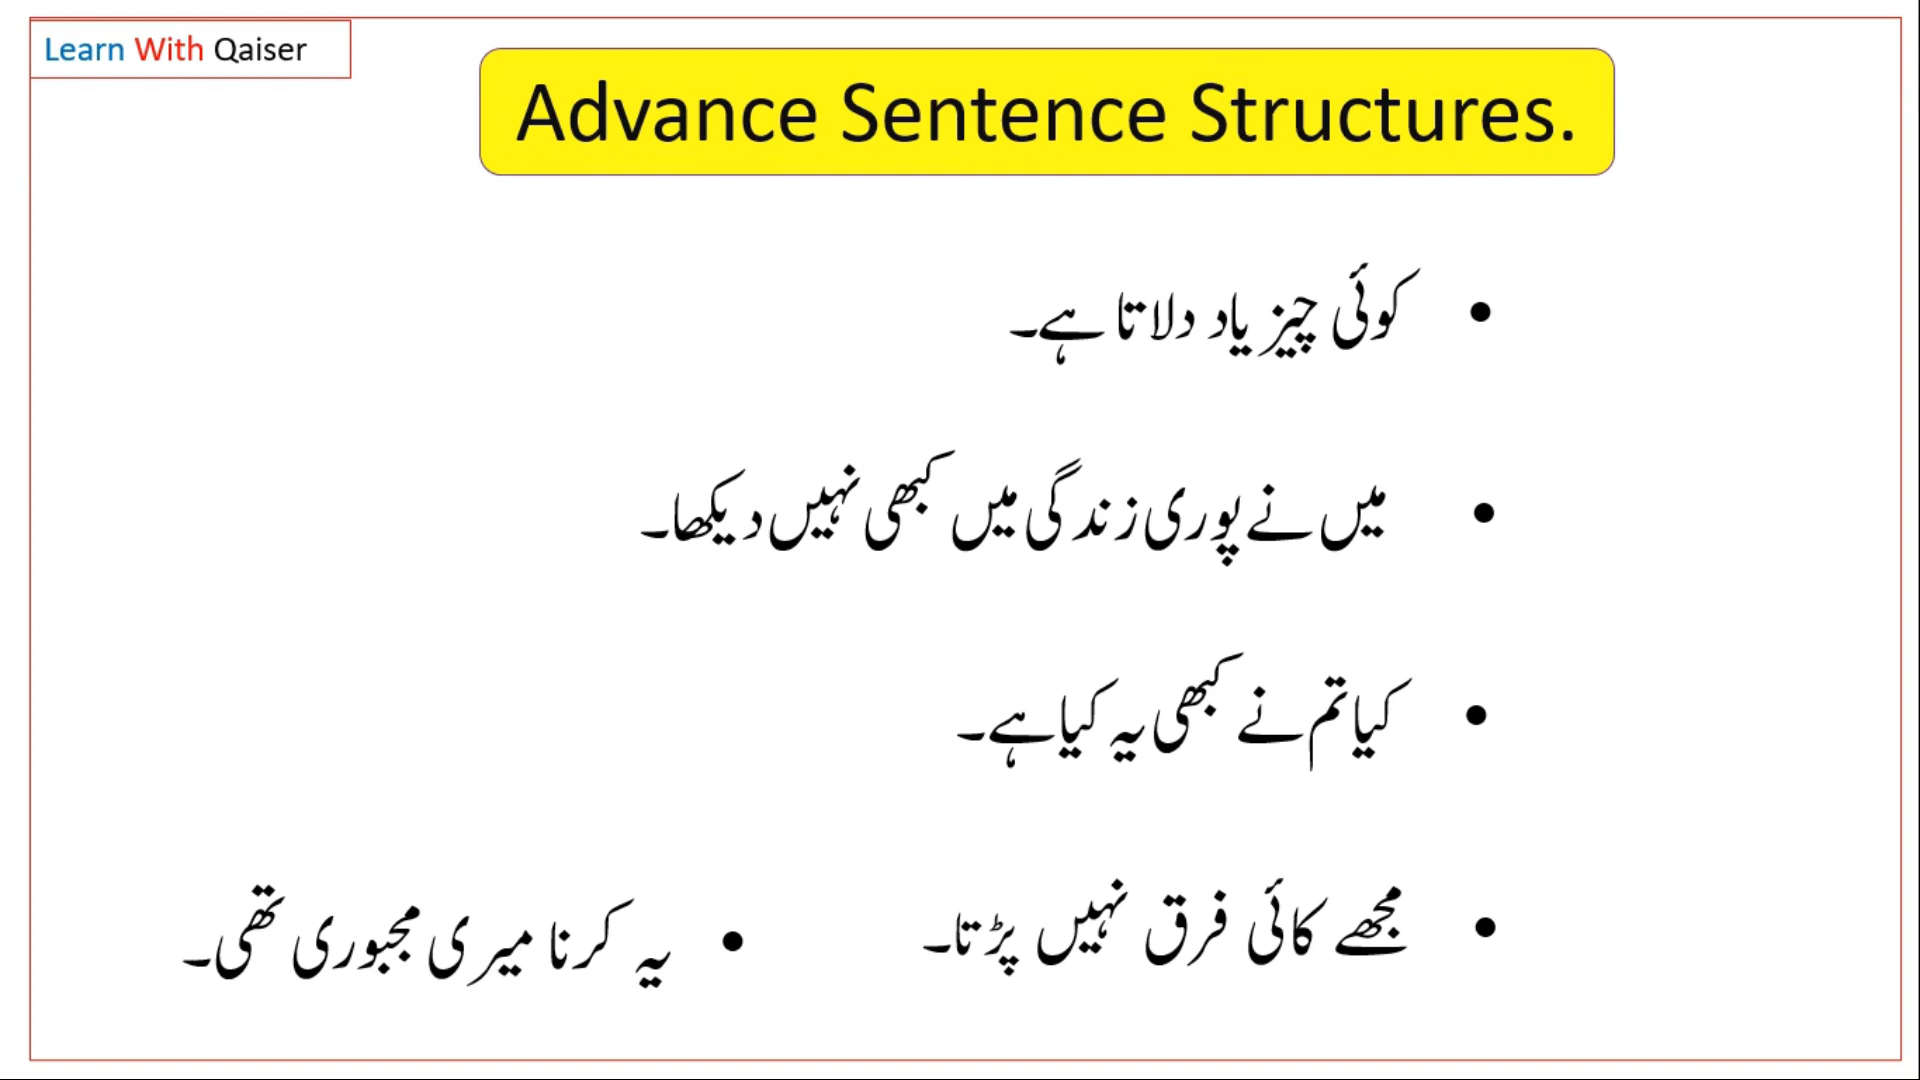 Learn With Qaiser
Advance Sentence Structures.
کوئی چیز یاد دلاتا ہے۔
میں نے پوری زندگی میں کبھی نہیں دیکھا۔
کیا تم نے کبھی یہ کیا ہے۔
مجھے کائی فرق نہیں پڑتا۔
یہ کرنا میری مجبوری تھی۔